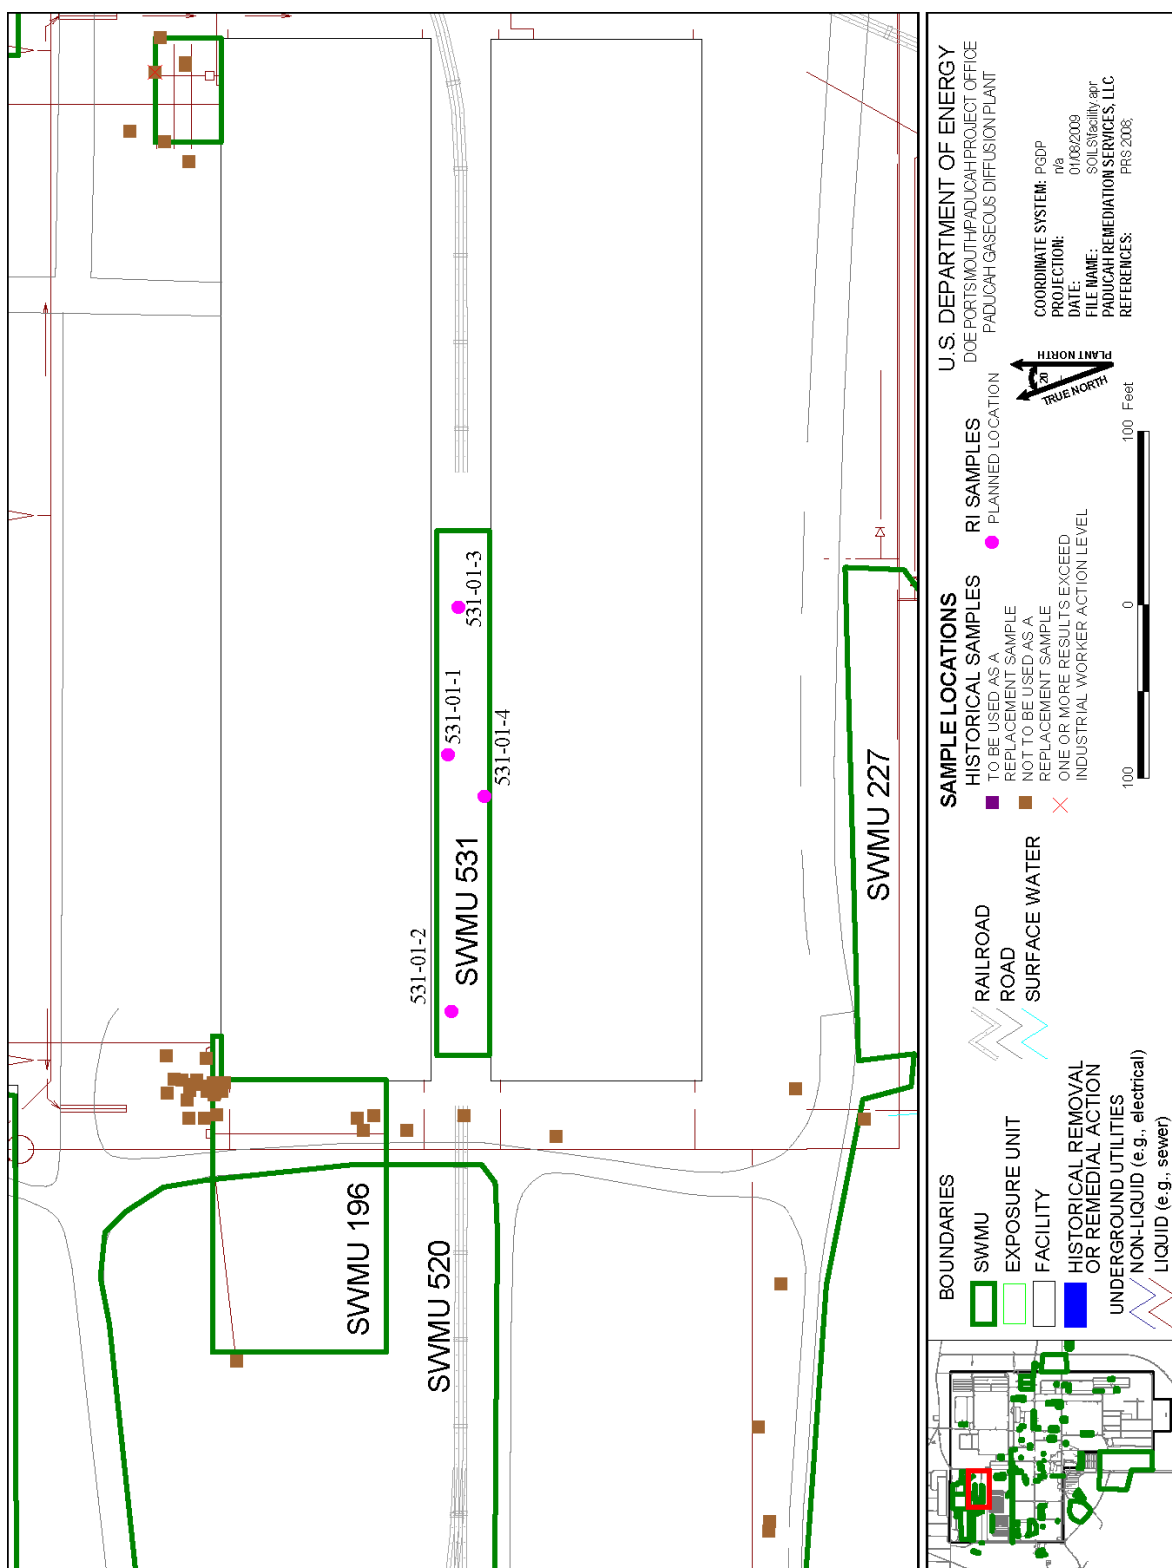 531-01-2
531-01-1
531-01-3
531-01-4
SWMU 531
SWMU 196
SWMU 520
SWMU 227
BOUNDARIES
SWMU
EXPOSURE UNIT
FACILITY
HISTORICAL REMOVAL
OR REMEDIAL ACTION
UNDERGROUND UTILITIES
NON-LIQUID (e.g., electrical)
LIQUID (e.g., sewer)
RAILROAD
ROAD
SURFACE WATER
SAMPLE LOCATIONS
HISTORICAL SAMPLES
TO BE USED AS A
REPLACEMENT SAMPLE
NOT TO BE USED AS A
REPLACEMENT SAMPLE
ONE OR MORE RESULTS EXCEED
INDUSTRIAL WORKER ACTION LEVEL
RI SAMPLES
PLANNED LOCATION
100 0 100 Feet
TRUE NORTH
20
PLANT NORTH
U.S. DEPARTMENT OF ENERGY
DOE PORTSMOUTH/PADUCAH PROJECT OFFICE
PADUCAH GASEOUS DIFFUSION PLANT
COORDINATE SYSTEM: PGDP
PROJECTION: n/a
DATE: 01/08/2009
FILE NAME: SOILS\facility.apr
PADUCAH REMEDIATION SERVICES, LLC
REFERENCES: PRS 2008;